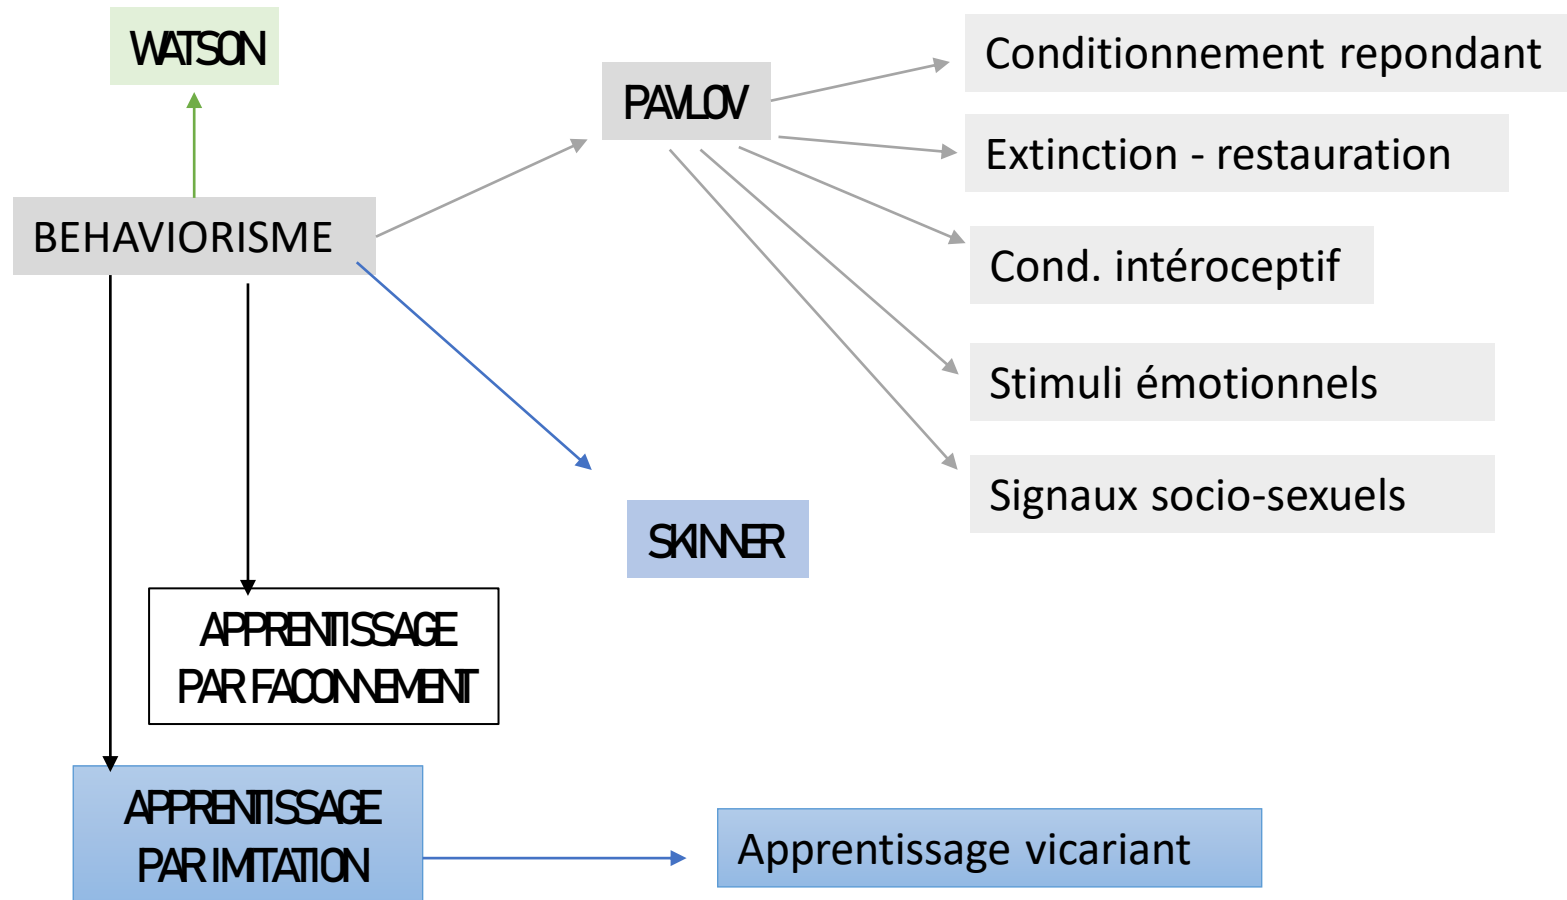 WATSON
BEHAVIORISME
PAVLOV
Conditionnement repondant
Extinction - restauration
Cond. intéroceptif
Stimuli émotionnels
Signaux socio-sexuels
SKINNER
APPRENTISSAGE
PAR FACONNEMENT
APPRENTISSAGE
PAR IMITATION
Apprentissage vicariant